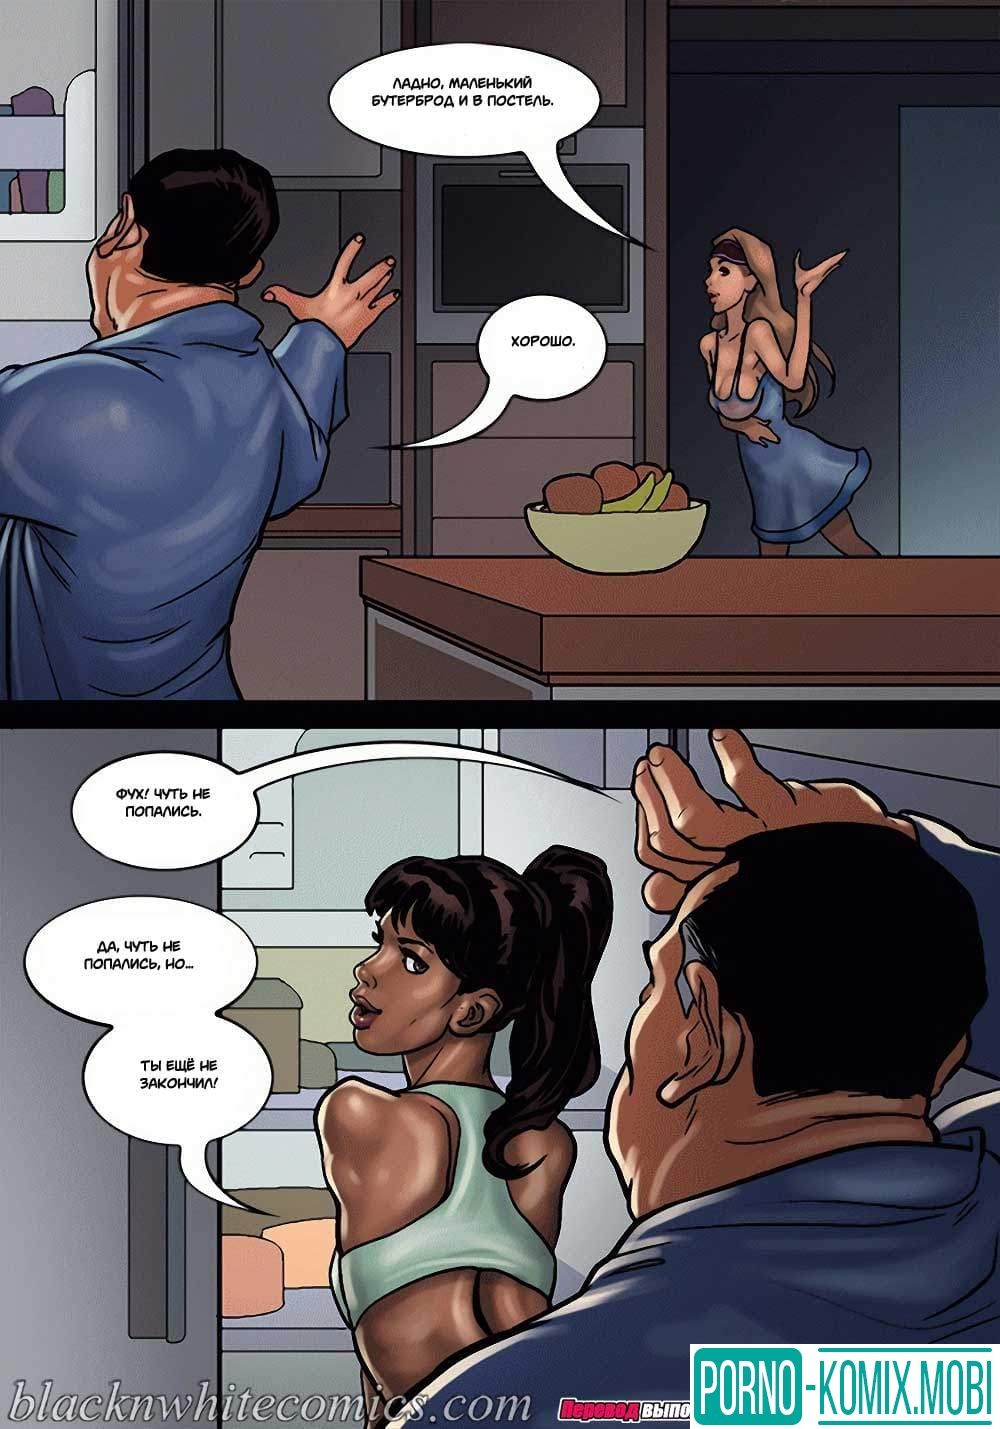 ЛАДНО, МАЛЕНЬКИЙ
БУТЕРБРОД И В ПОСТЕЛЬ.
ХОРОШО.
ФУХ! ЧУТЬ НЕ
ПОПАЛИСЬ.
ДА, ЧУТЬ НЕ
ПОПАЛИСЬ, НО...
ТЫ ЕЩЁ НЕ
ЗАКОНЧИЛ!
blacknwhitecomics.com
Перевод
PORNO-KOMIX.MOBI